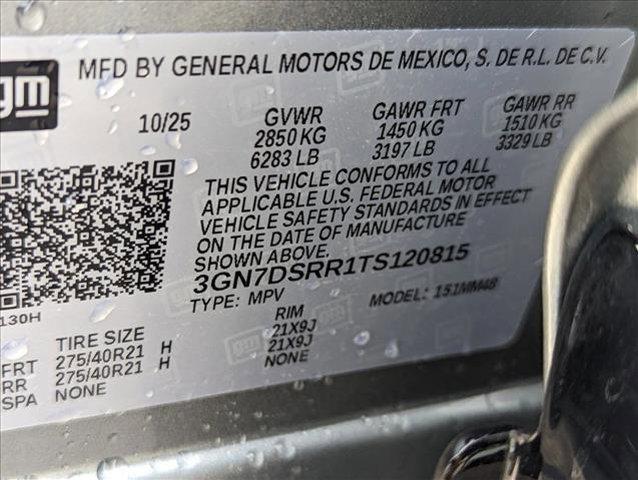 gm
MFD BY GENERAL MOTORS DE MEXICO, S. DE R.L. DE C.V.
10/25
GVWR GAWR FRT GAWR RR
2850 KG 1450 KG 1510 KG
6283 LB 3197 LB 3329 LB
THIS VEHICLE CONFORMS TO ALL
APPLICABLE U.S. FEDERAL MOTOR
VEHICLE SAFETY STANDARDS IN EFFECT
ON THE DATE OF MANUFACTURE
SHOWN ABOVE.
3GN7DSRR1TS120815
TYPE: MPV MODEL: 151MM48
130H
TIRE SIZE RIM
FRT 275/40R21 H 21X9J
RR 275/40R21 H 21X9J
SPA NONE NONE